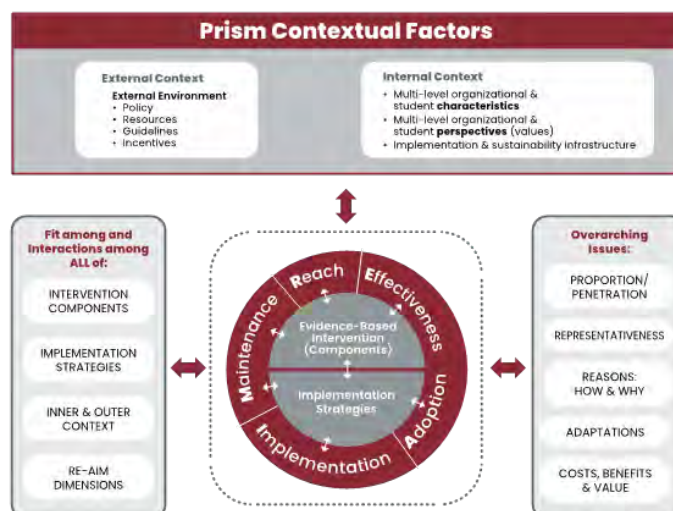 Prism Contextual Factors
External Context
External Environment
• Policy
• Resources
• Guidelines
• Incentives
Internal Context
• Multi-level organizational &
student characteristics
• Multi-level organizational &
student perspectives (values)
• Implementation & sustainability infrastructure
Fit among and
Interactions among
ALL of:
INTERVENTION
COMPONENTS
IMPLEMENTATION
STRATEGIES
INNER & OUTER
CONTEXT
RE-AIM
DIMENSIONS
Reach
Effectiveness
Adoption
Implementation
Maintenance
Evidence-Based
Intervention
(Components)
Implementation
Strategies
Overarching
Issues:
PROPORTION/
PENETRATION
REPRESENTATIVENESS
REASONS:
HOW & WHY
ADAPTATIONS
COSTS, BENEFITS
& VALUE